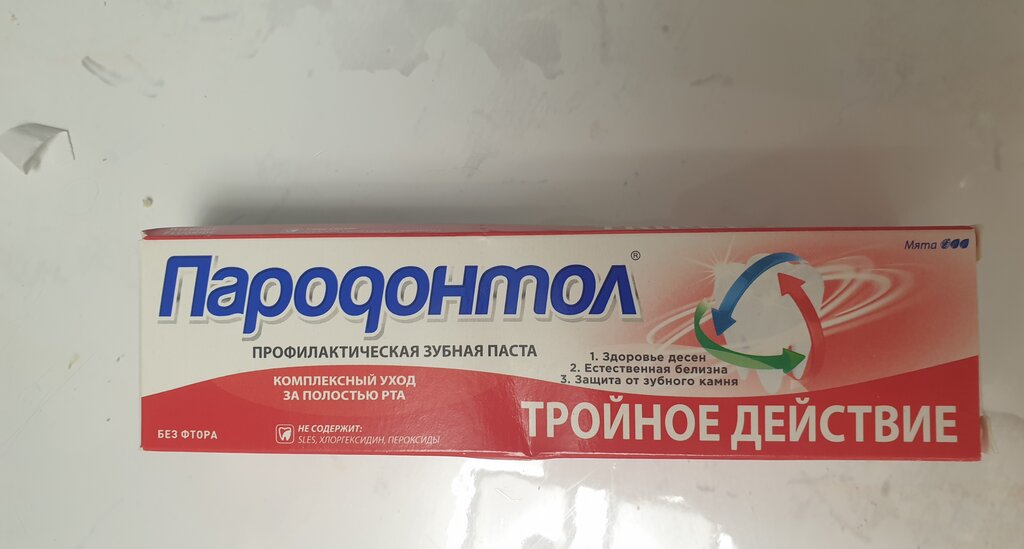 Пародонтол®
Мята
ПРОФИЛАКТИЧЕСКАЯ ЗУБНАЯ ПАСТА
1. Здоровье десен
2. Естественная белизна
3. Защита от зубного камня
КОМПЛЕКСНЫЙ УХОД
ЗА ПОЛОСТЬЮ РТА
ТРОЙНОЕ ДЕЙСТВИЕ
БЕЗ ФТОРА
НЕ СОДЕРЖИТ:
SLES, ХЛОРГЕКСИДИН, ПЕРОКСИДЫ